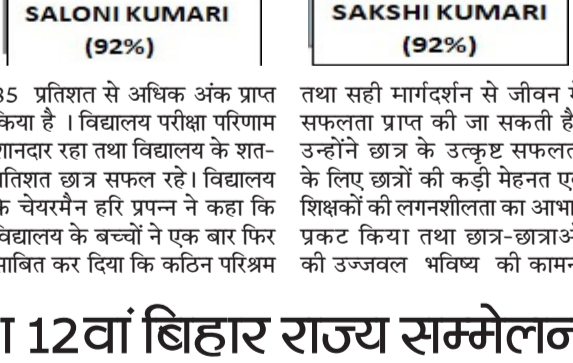 SALONI KUMARI
(92%)
SAKSHI KUMARI
(92%)
85 प्रतिशत से अधिक अंक प्राप्त
किया है । विद्यालय परीक्षा परिणाम
शानदार रहा तथा विद्यालय के शत-
प्रतिशत छात्र सफल रहे। विद्यालय
के चेयरमैन हरि प्रपन्न ने कहा कि
विद्यालय के बच्चों ने एक बार फिर
साबित कर दिया कि कठिन परिश्रम
तथा सही मार्गदर्शन से जीवन में
सफलता प्राप्त की जा सकती है
उन्होंने छात्र के उत्कृष्ट सफलता
के लिए छात्रों की कड़ी मेहनत एवं
शिक्षकों की लगनशीलता का आभार
प्रकट किया तथा छात्र-छात्राओं
की उज्जवल भविष्य की कामना
12वां बिहार राज्य सम्मेलन